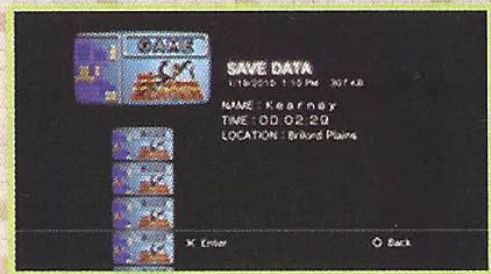 GAME
SAVE DATA
1/19/2010 1:10 PM 307 KB
NAME : Kearney
TIME : 00:02:29
LOCATION : Briliord Plains
✕ Enter
○ Back